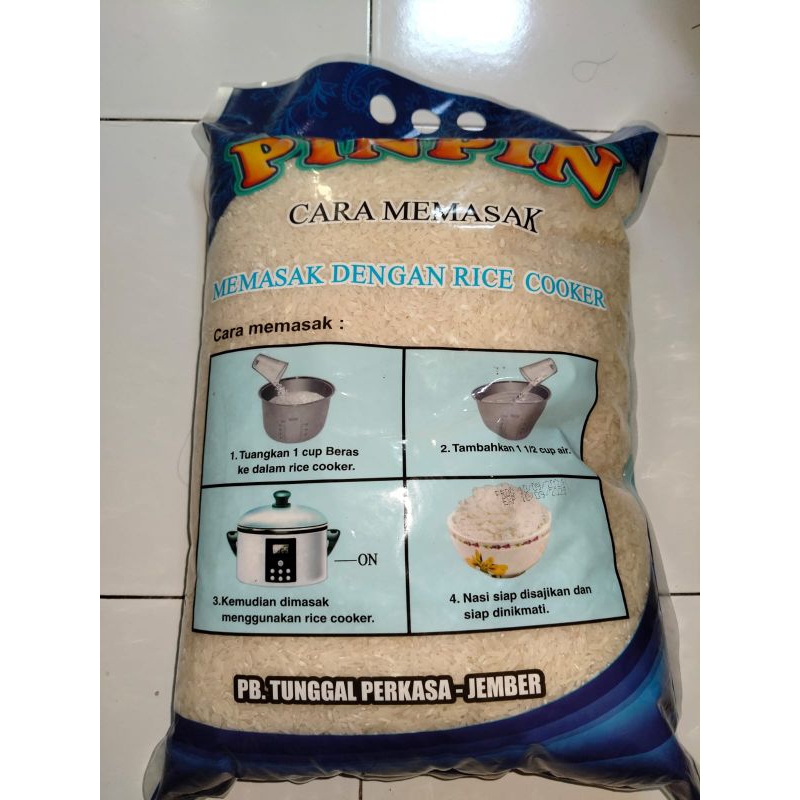 PINPIN
CARA MEMASAK
MEMASAK DENGAN RICE COOKER
Cara memasak :
1. Tuangkan 1 cup Beras
ke dalam rice cooker.
2. Tambahkan 1 1/2 cup air.
ON
3.Kemudian dimasak
menggunakan rice cooker.
4. Nasi siap disajikan dan
siap dinikmati.
PB. TUNGGAL PERKASA - JEMBER